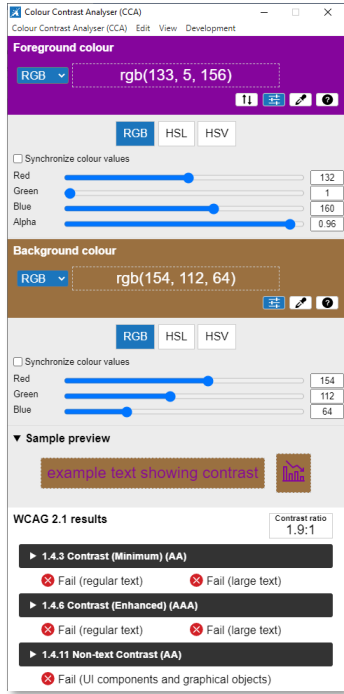 Colour Contrast Analyser (CCA)
Colour Contrast Analyser (CCA) Edit View Development
Foreground colour
RGB rgb(133, 5, 156)
RGB HSL HSV
Synchronize colour values
Red 132
Green 1
Blue 160
Alpha 0.96
Background colour
RGB rgb(154, 112, 64)
RGB HSL HSV
Synchronize colour values
Red 154
Green 112
Blue 64
▼ Sample preview
example text showing contrast
WCAG 2.1 results
Contrast ratio
1.9:1
▶ 1.4.3 Contrast (Minimum) (AA)
Fail (regular text) Fail (large text)
▶ 1.4.6 Contrast (Enhanced) (AAA)
Fail (regular text) Fail (large text)
▶ 1.4.11 Non-text Contrast (AA)
Fail (UI components and graphical objects)